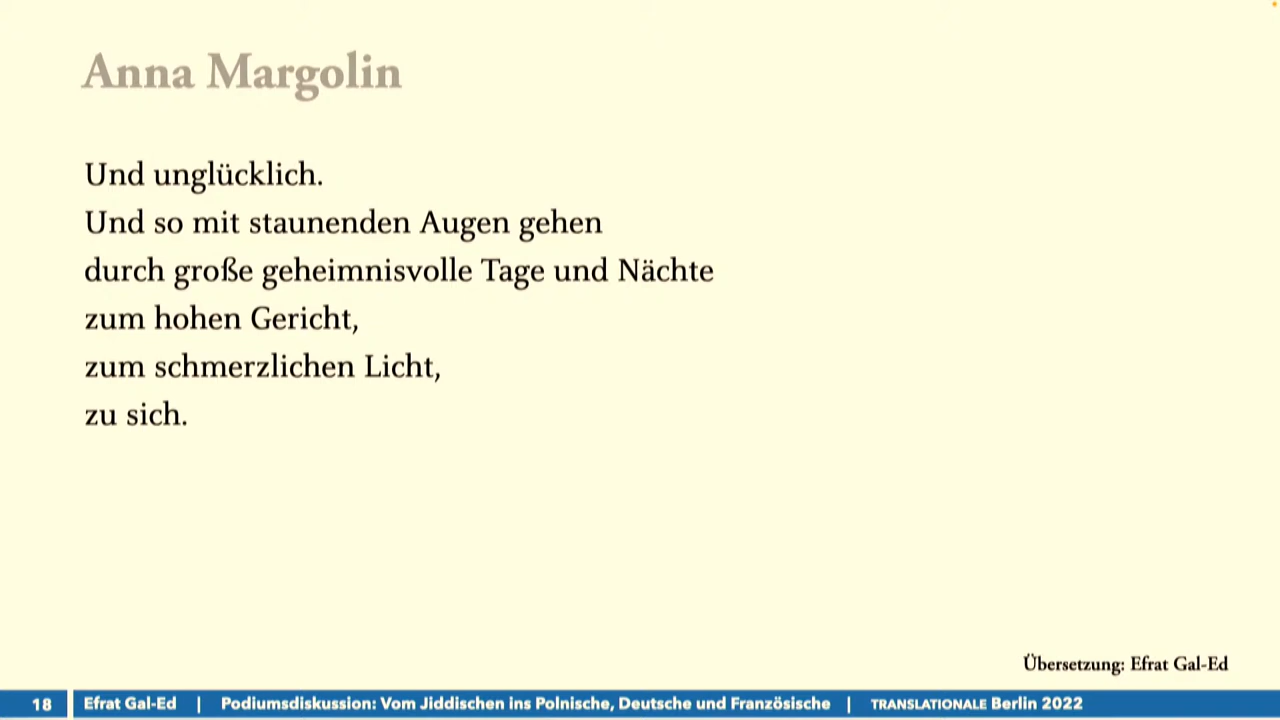 Anna Margolin
Und unglücklich.
Und so mit staunenden Augen gehen
durch große geheimnisvolle Tage und Nächte
zum hohen Gericht,
zum schmerzlichen Licht,
zu sich.
Übersetzung: Efrat Gal-Ed
18 Efrat Gal-Ed | Podiumsdiskussion: Vom Jiddischen ins Polnische, Deutsche und Französische | TRANSLATIONALE Berlin 2022